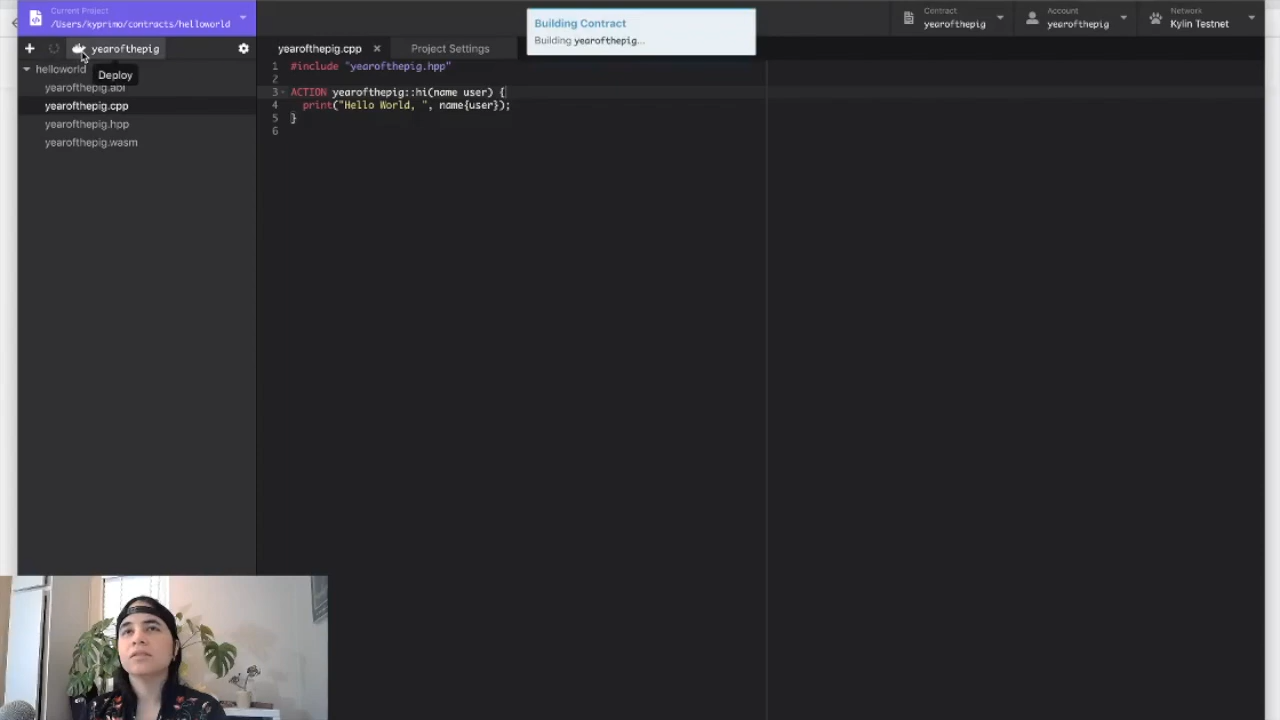 Current Project
/Users/kyprimo/contracts/helloworld
Building Contract
Building yearofthepig...
Contract
yearofthepig
Account
yearofthepig
Network
Kylin Testnet
yearofthepig
Deploy
yearofthepig.cpp
Project Settings
helloworld
yearofthepig.abi
yearofthepig.cpp
yearofthepig.hpp
yearofthepig.wasm
1 #include "yearofthepig.hpp"
2
3 ACTION yearofthepig::hi(name user) {
4 print("Hello World, ", name{user});
5 }
6